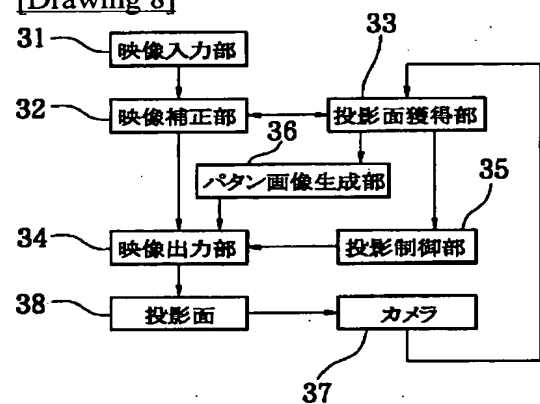 [Drawing 8]
31
映像入力部
33
32
映像補正部
投影面獲得部
36
パタン画像生成部
35
34
映像出力部
投影制御部
38
投影面
カメラ
37